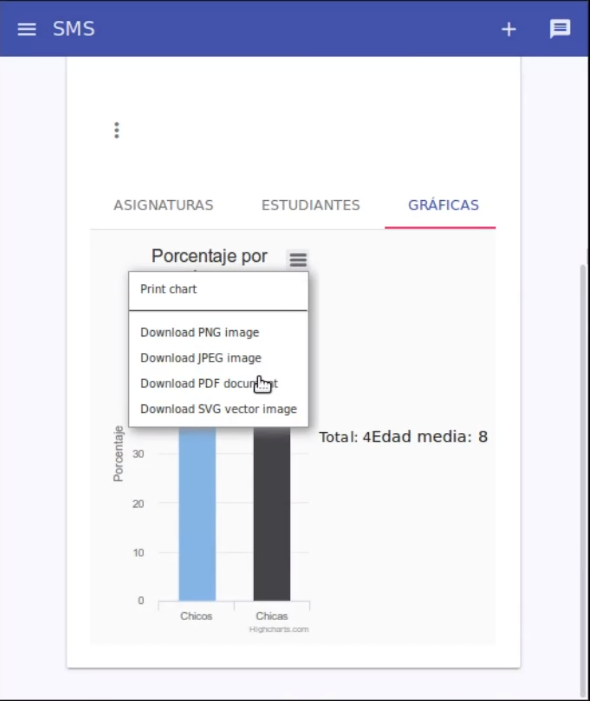 SMS
ASIGNATURAS ESTUDIANTES GRÁFICAS
Porcentaje por
Print chart
Download PNG image
Download JPEG image
Download PDF document
Download SVG vector image
Total: 4Edad media: 8
Porcentaje
30
20
10
0
Chicos Chicas
Highcharts.com